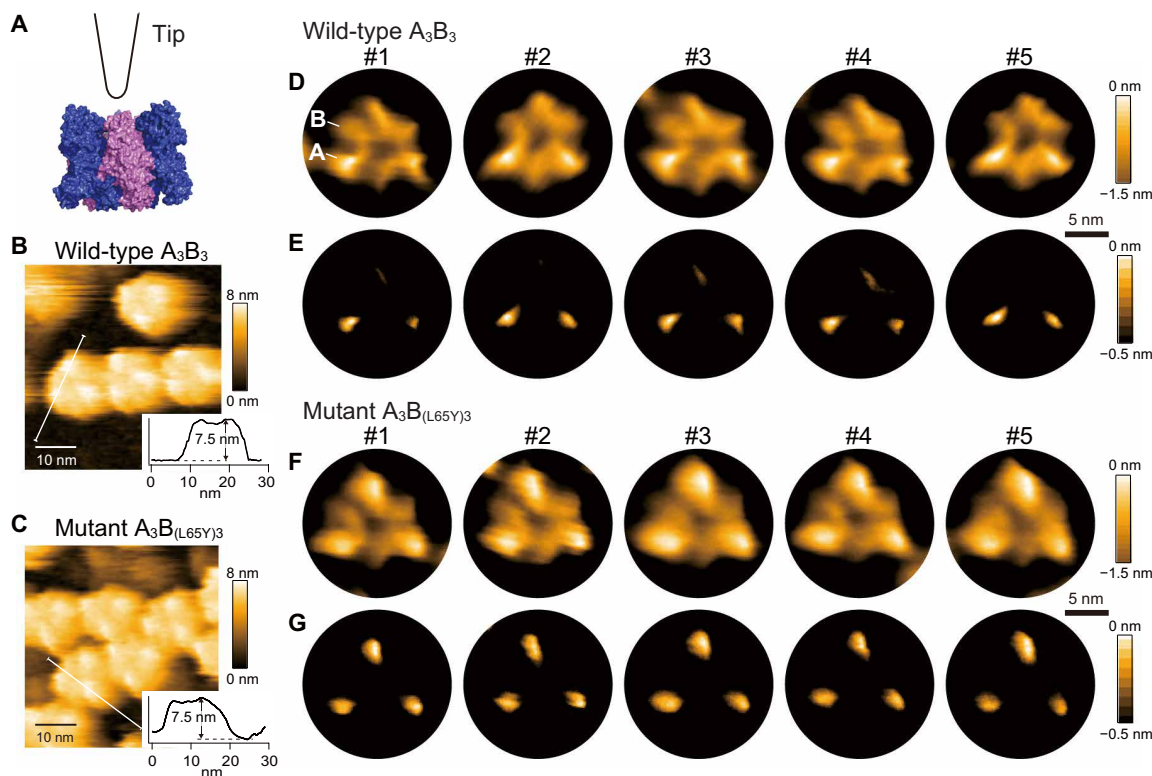 A
Tip
B
Wild-type A₃B₃
8 nm
0 nm
10 nm
7.5 nm
0 10 20 30
nm
C
Mutant A₃B(L65Y)3
8 nm
0 nm
10 nm
7.5 nm
0 10 20 30
nm
Wild-type A₃B₃
#1 #2 #3 #4 #5
D
B
A
0 nm
−1.5 nm
5 nm
E
0 nm
−0.5 nm
Mutant A₃B(L65Y)3
#1 #2 #3 #4 #5
F
0 nm
−1.5 nm
5 nm
G
0 nm
−0.5 nm